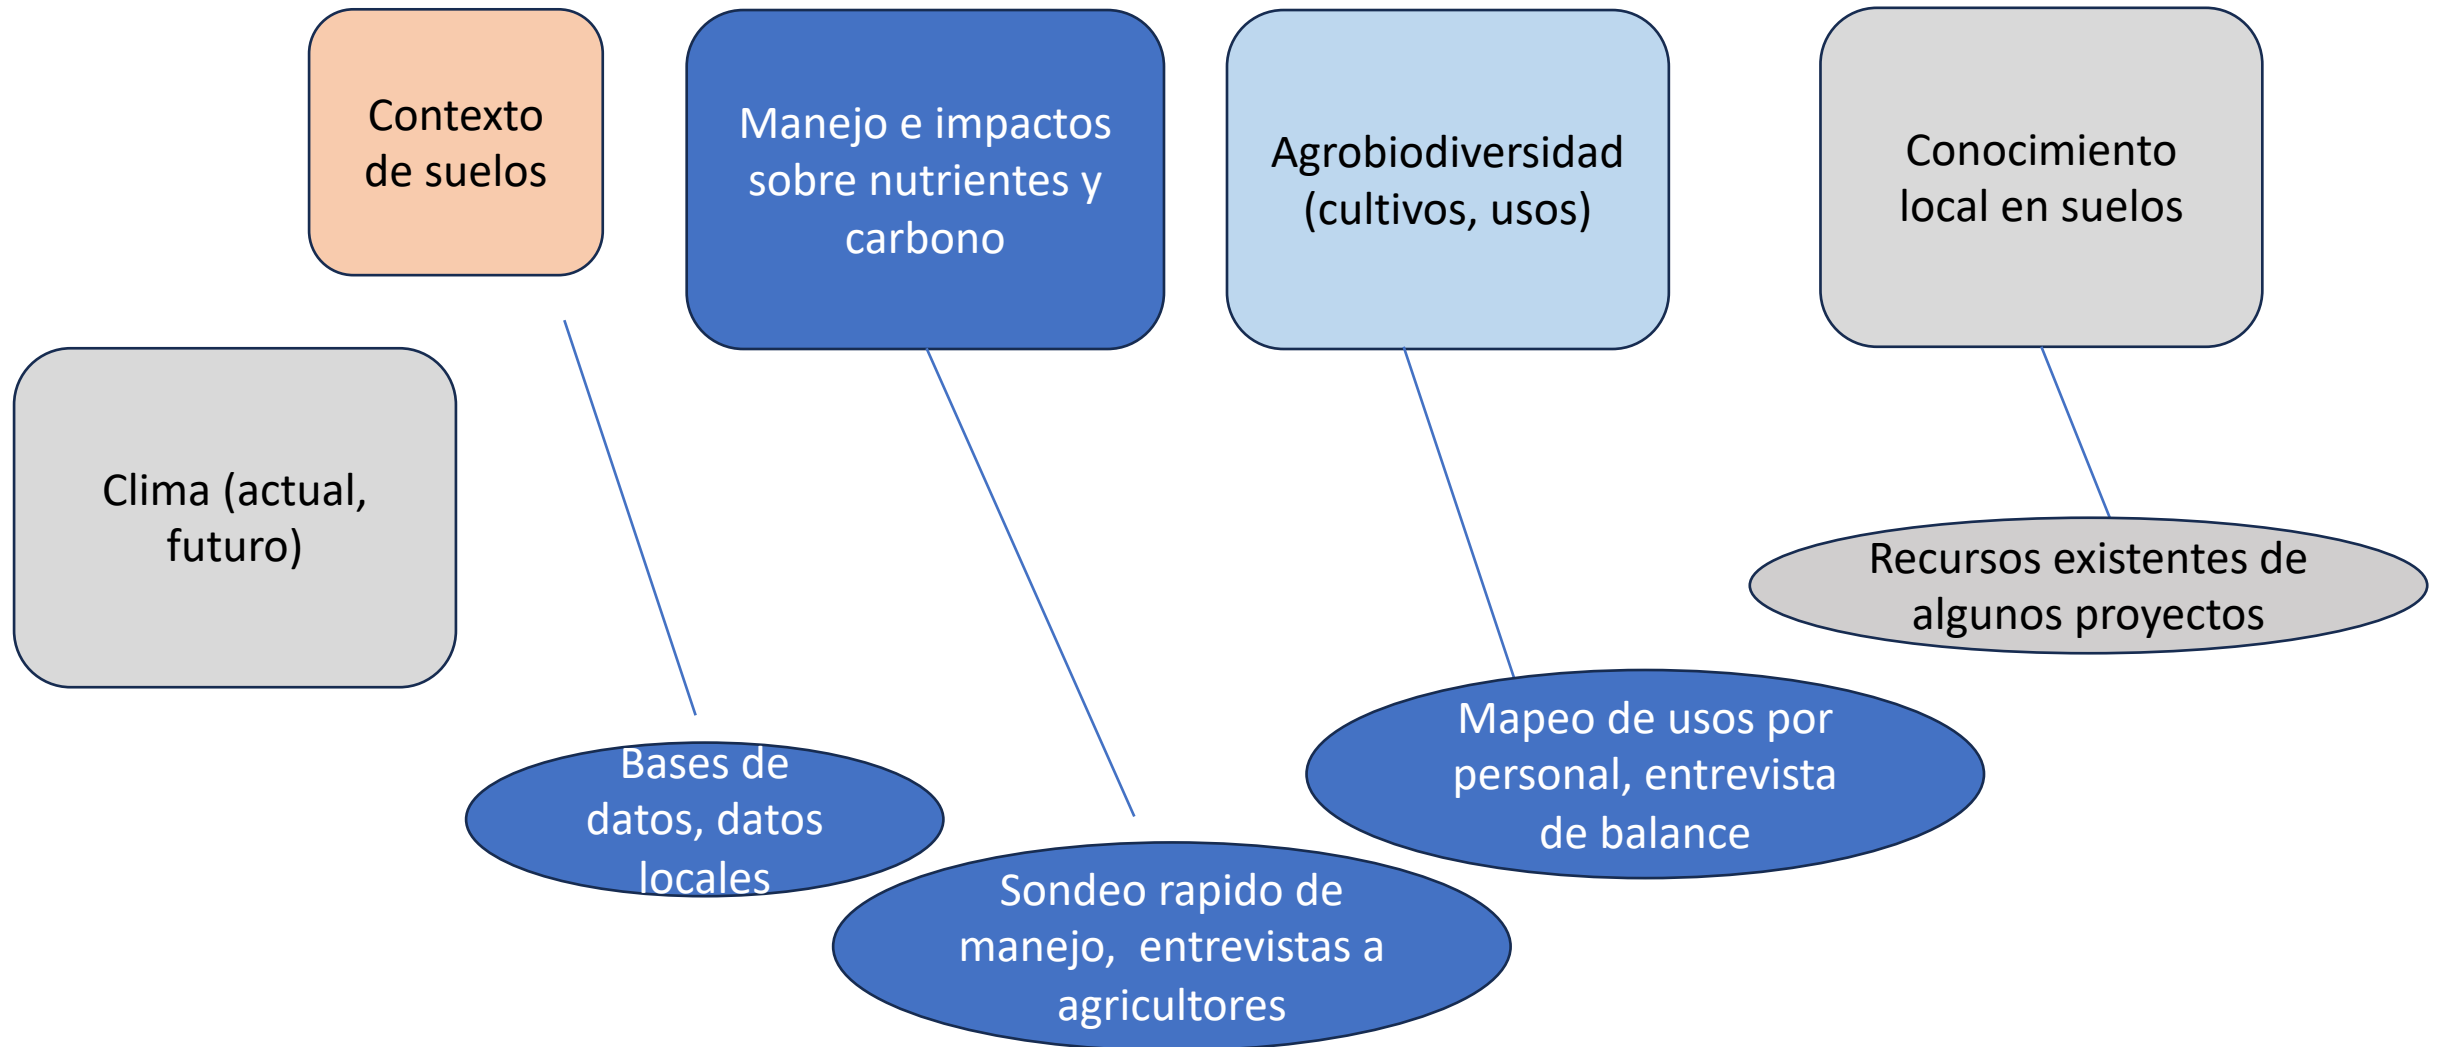 Contexto
de suelos
Manejo e impactos
sobre nutrientes y
carbono
Agrobiodiversidad
(cultivos, usos)
Conocimiento
local en suelos
Clima (actual,
futuro)
Recursos existentes de
algunos proyectos
Mapeo de usos por
personal, entrevista
de balance
Bases de
datos, datos
locales
Sondeo rapido de
manejo,  entrevistas a
agricultores